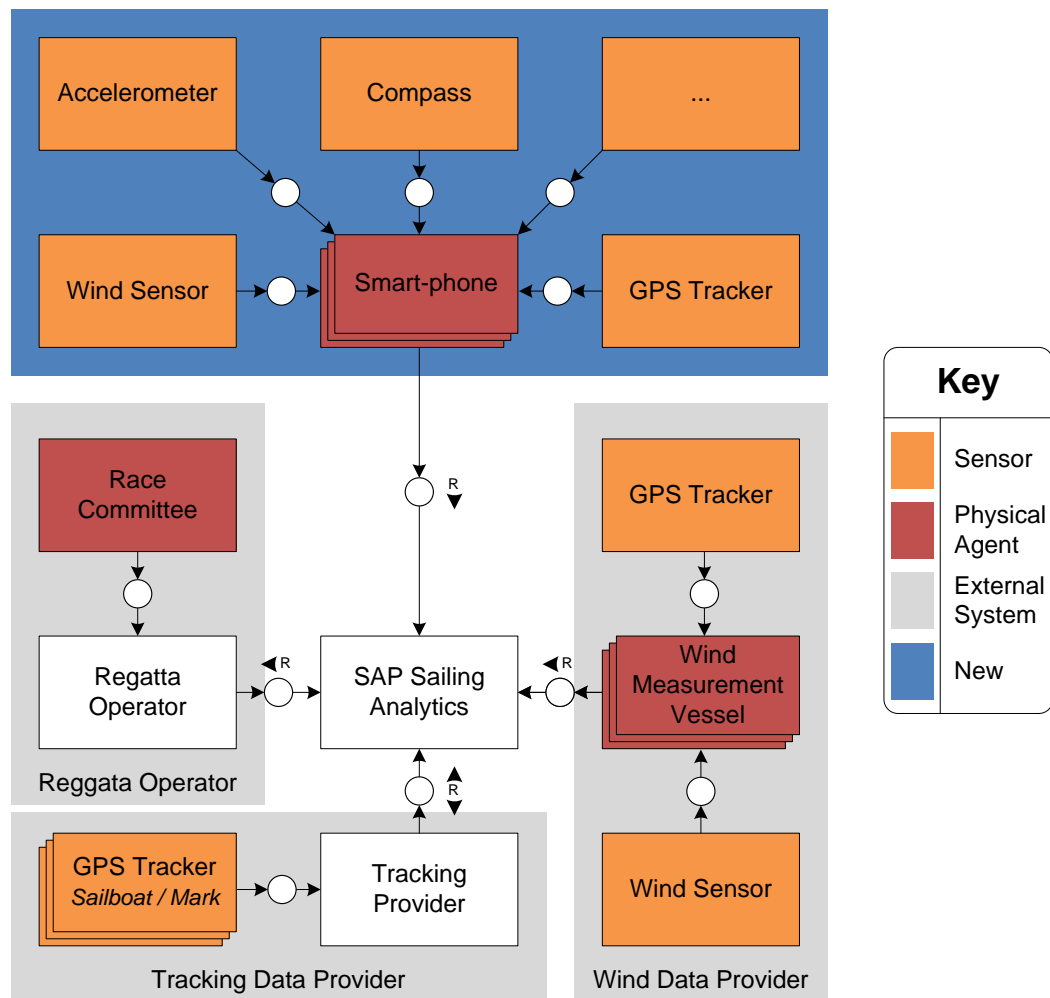 Accelerometer
Compass
...
Wind Sensor
Smart-phone
GPS Tracker
Key
Sensor
Physical
Agent
External
System
New
Race
Committee
R
GPS Tracker
Regatta
Operator
R
SAP Sailing
Analytics
R
Wind
Measurement
Vessel
Reggata Operator
R
GPS Tracker
Sailboat / Mark
Tracking
Provider
Wind Sensor
Tracking Data Provider
Wind Data Provider